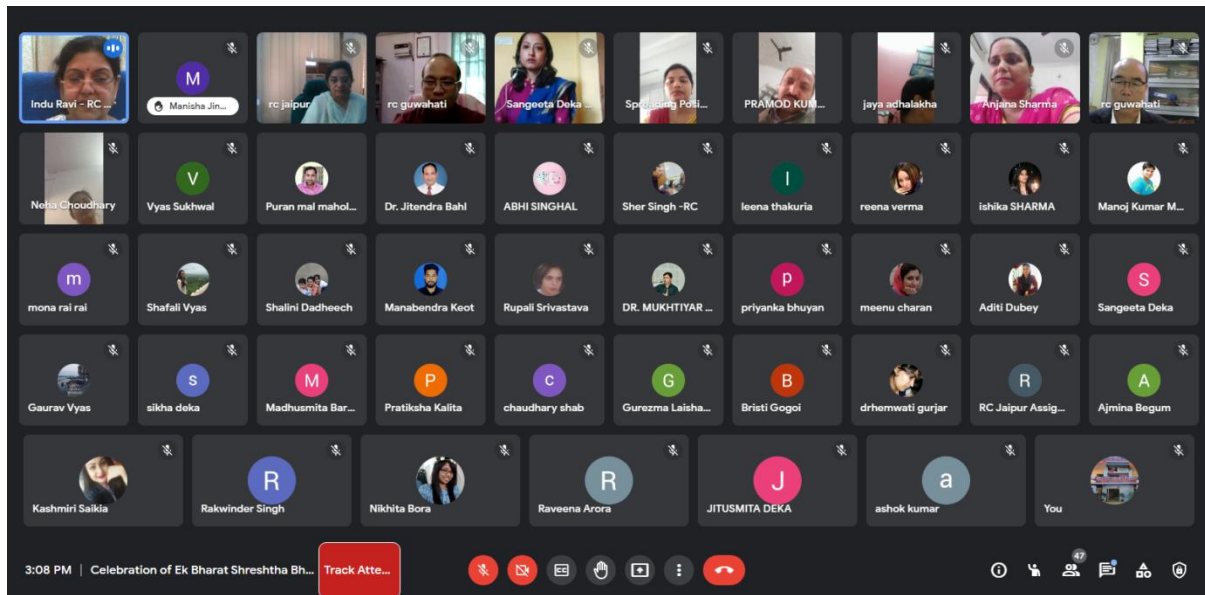 Indu Ravi - RC ...
M
Manisha Jin...
rc jaipur
rc guwahati
Sangeeta Deka ...
Spreading Posi...
PRAMOD KUM...
jaya adhalakha
Anjana Sharma
rc guwahati
Neha Choudhary
V
Vyas Sukhwal
Puran mal mahol...
Dr. Jitendra Bahl
ABHI SINGHAL
Sher Singh -RC
l
leena thakuria
reena verma
ishika SHARMA
Manoj Kumar M...
m
mona rai rai
Shafali Vyas
Shalini Dadheech
Manabendra Keot
Rupali Srivastava
DR. MUKHTIYAR ...
p
priyanka bhuyan
meenu charan
Aditi Dubey
S
Sangeeta Deka
Gaurav Vyas
s
sikha deka
M
Madhusmita Bar...
P
Pratiksha Kalita
c
chaudhary shab
G
Gurezma Laisha...
B
Bristi Gogoi
drhemwati gurjar
R
RC Jaipur Assig...
A
Ajmina Begum
Kashmiri Saikia
R
Rakwinder Singh
Nikhita Bora
R
Raveena Arora
J
JITUSMITA DEKA
a
ashok kumar
You
3:08 PM | Celebration of Ek Bharat Shreshtha Bh...
Track Atte...
47